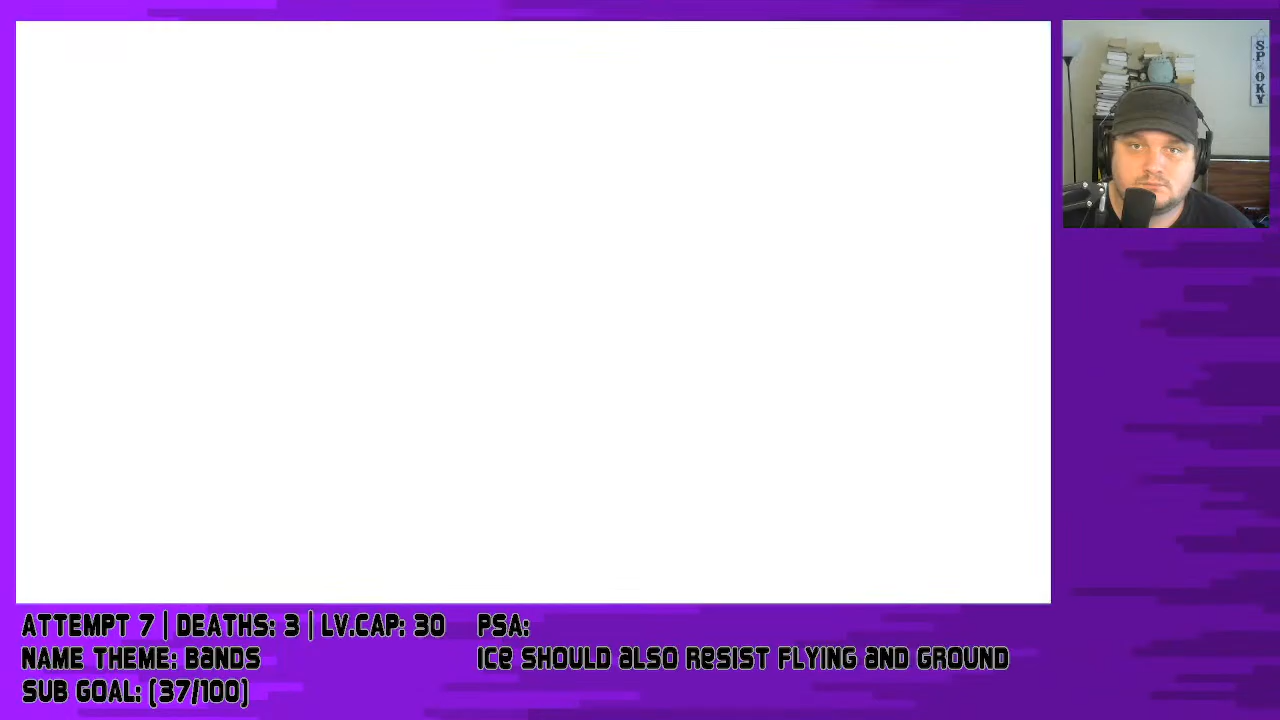 SPOOKY
ATTEMPT 7 | DEATHS: 3 | LV.CAP: 30
NAME THEME: BANDS
SUB GOAL: (37/100)
PSA:
ICE SHOULD ALSO RESIST FLYING AND GROUND